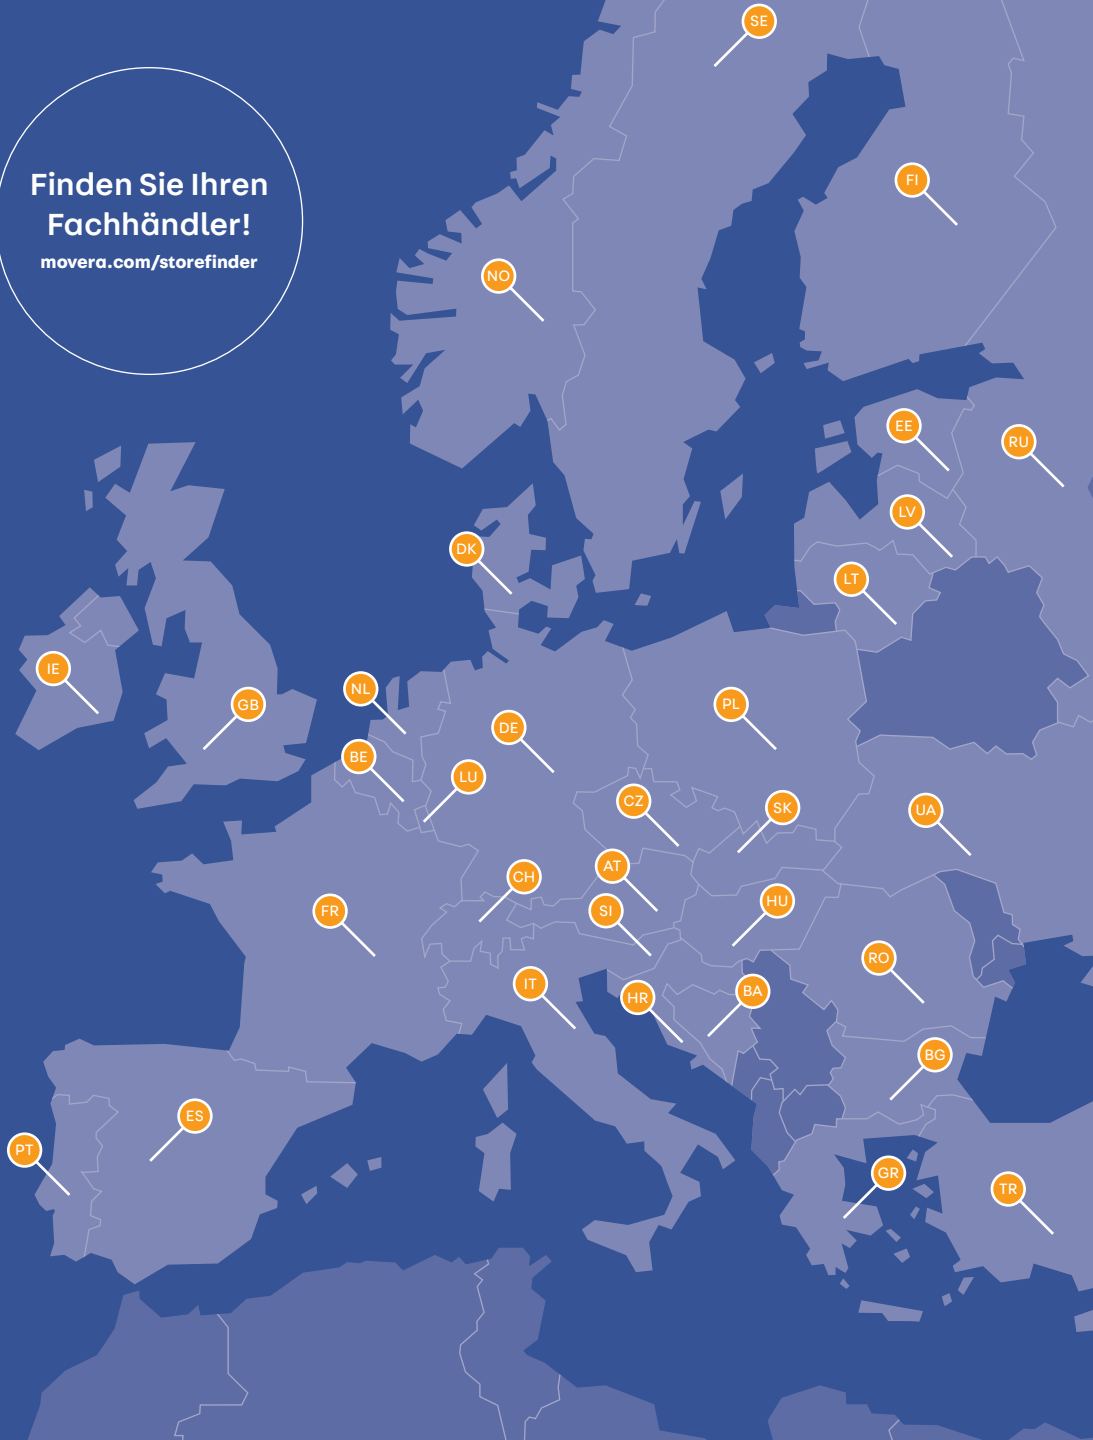 SE
Finden Sie Ihren
Fachhändler!
movera.com/storefinder
FI
NO
EE
RU
LV
DK
LT
IE
NL
GB
PL
DE
BE
LU
CZ
SK
UA
AT
CH
HU
FR
SI
RO
IT
BA
HR
BG
ES
PT
GR
TR